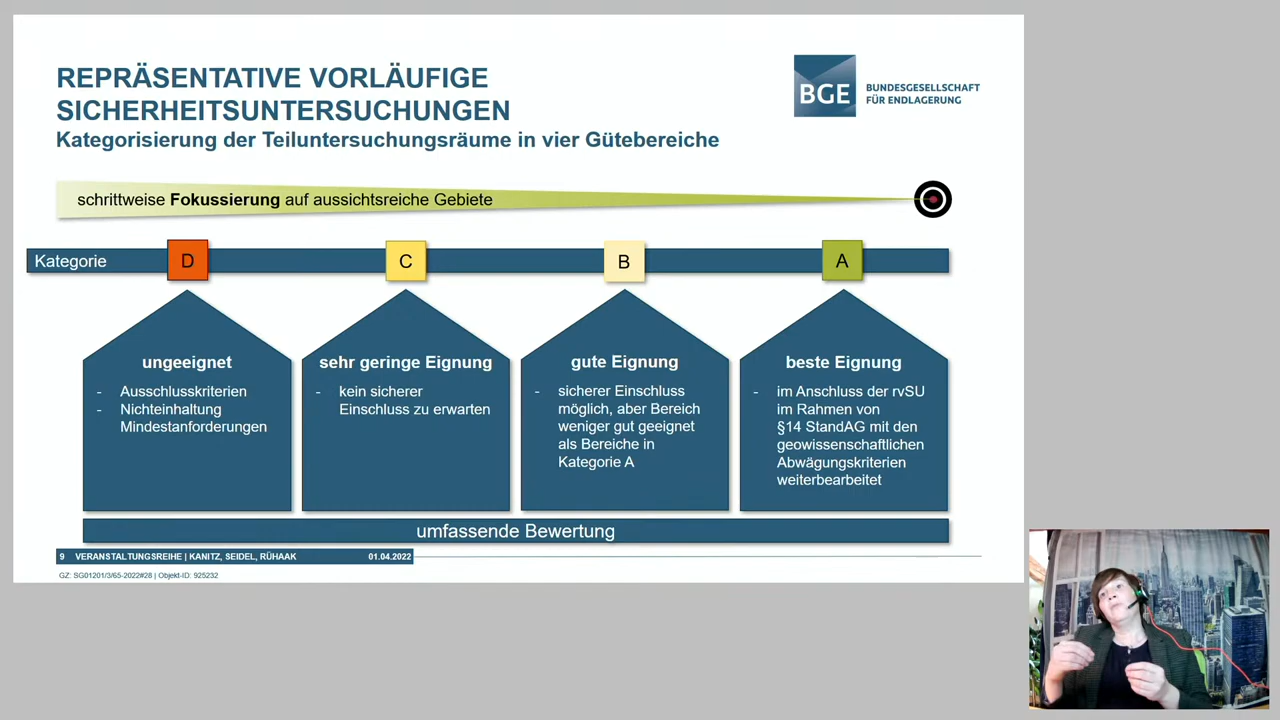 REPRÄSENTATIVE VORLÄUFIGE
SICHERHEITSUNTERSUCHUNGEN
Kategorisierung der Teiluntersuchungsräume in vier Gütebereiche
BGE
BUNDESGESELLSCHAFT
FÜR ENDLAGERUNG
schrittweise Fokussierung auf aussichtsreiche Gebiete
Kategorie
D
C
B
A
ungeeignet
- Ausschlusskriterien
- Nichteinhaltung
Mindestanforderungen
sehr geringe Eignung
- kein sicherer
Einschluss zu erwarten
gute Eignung
- sicherer Einschluss
möglich, aber Bereich
weniger gut geeignet
als Bereiche in
Kategorie A
beste Eignung
- im Anschluss der rvSU
im Rahmen von
§14 StandAG mit den
geowissenschaftlichen
Abwägungskriterien
weiterbearbeitet
umfassende Bewertung
9 VERANSTALTUNGSREIHE | KANITZ, SEIDEL, RÜHAAK 01.04.2022
GZ: SG01201/3/65-2022#28 | Objekt-ID: 925232